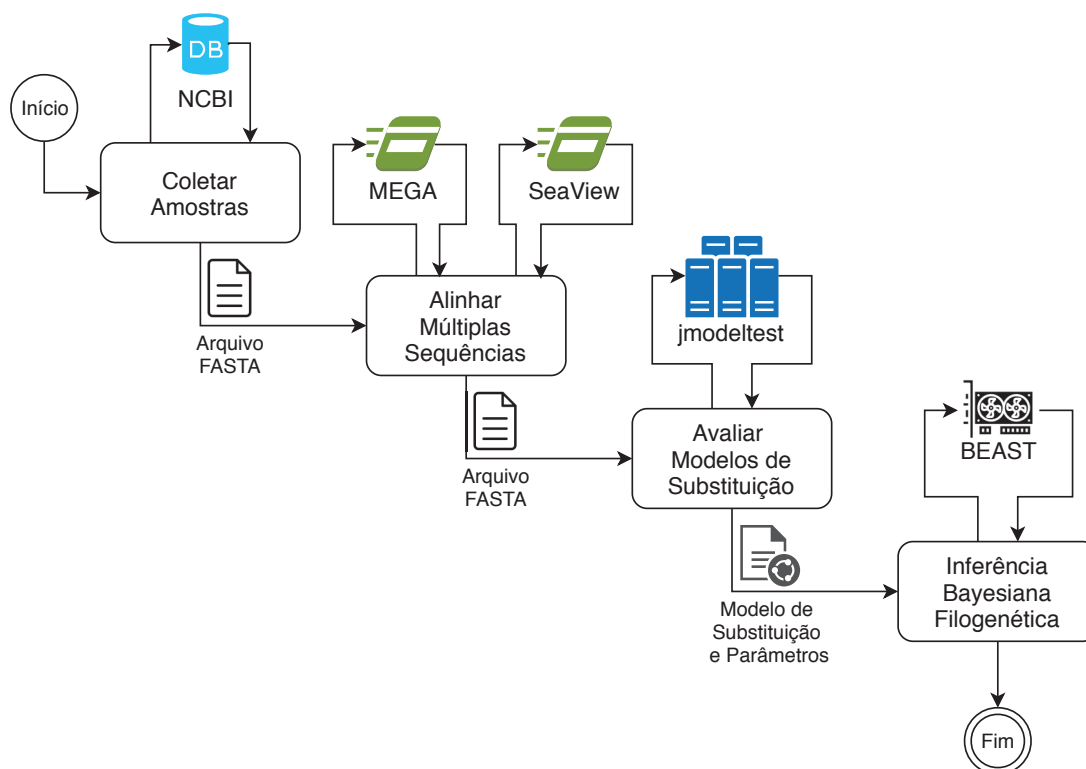 DB
NCBI
Início
Coletar
Amostras
MEGA
SeaView
Arquivo
FASTA
Alinhar
Múltiplas
Sequências
jmodeltest
Arquivo
FASTA
Avaliar
Modelos de
Substituição
BEAST
Modelo de
Substituição
e Parâmetros
Inferência
Bayesiana
Filogenética
Fim